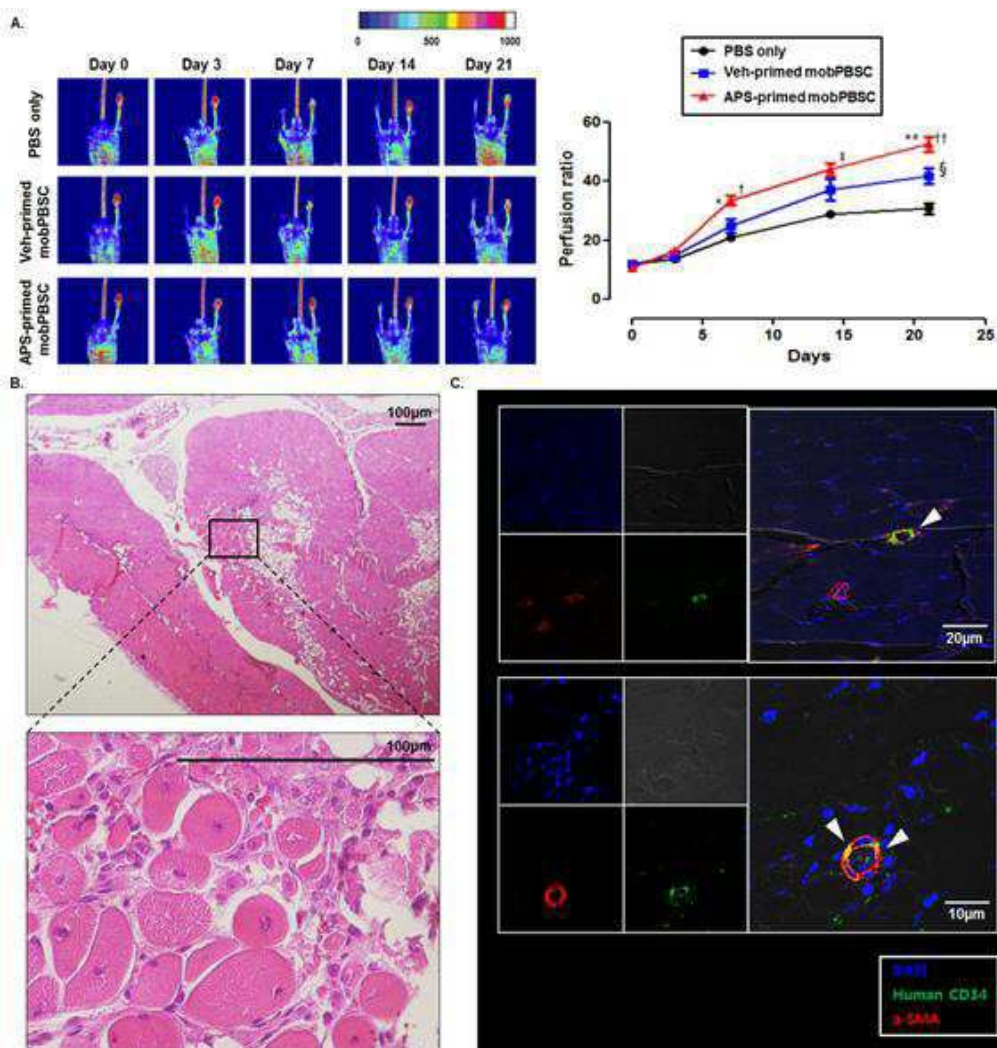 A.
0 500 1000
Day 0 Day 3 Day 7 Day 14 Day 21
PBS only
Veh-primed mobPBSC
APS-primed mobPBSC
PBS only
Veh-primed mobPBSC
APS-primed mobPBSC
Perfusion ratio
60
40
20
0
* † ‡ ** †† §
0 5 10 15 20 25
Days
B.
100µm
100µm
C.
20µm
10µm
DAPI
Human CD34
a-SMA